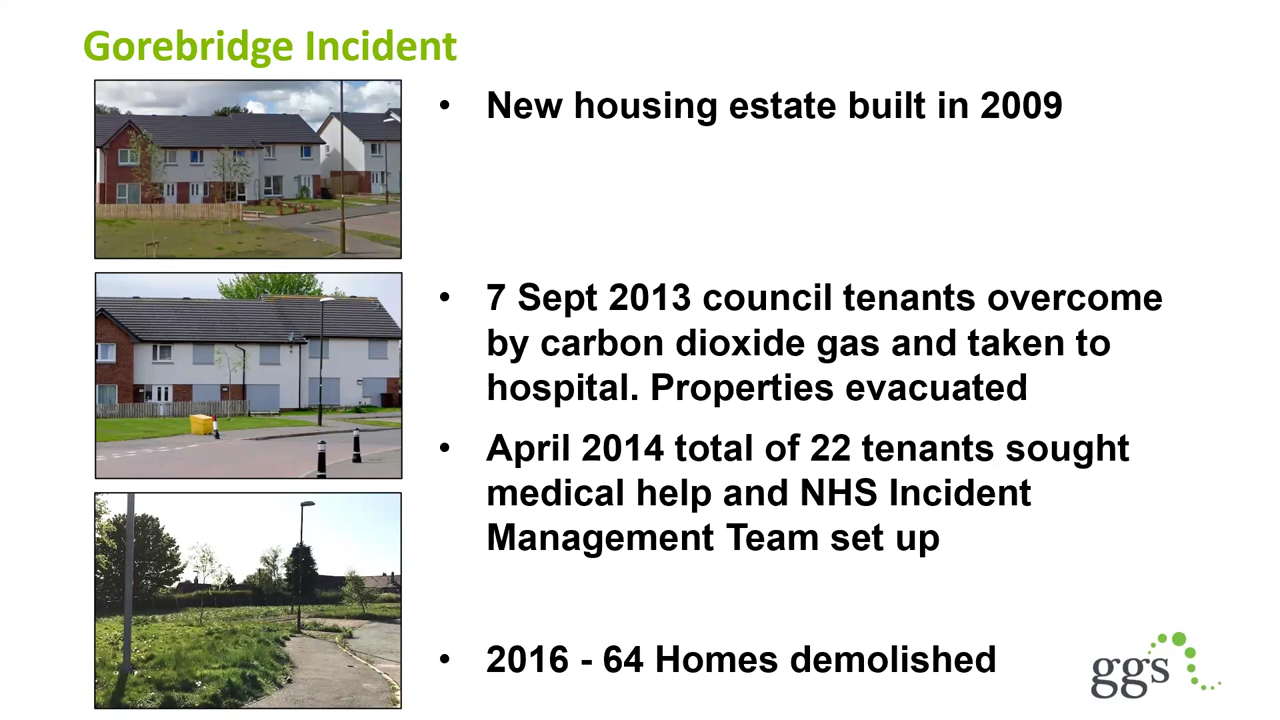 Gorebridge Incident
• New housing estate built in 2009
• 7 Sept 2013 council tenants overcome
by carbon dioxide gas and taken to
hospital. Properties evacuated
• April 2014 total of 22 tenants sought
medical help and NHS Incident
Management Team set up
• 2016 - 64 Homes demolished
ggs